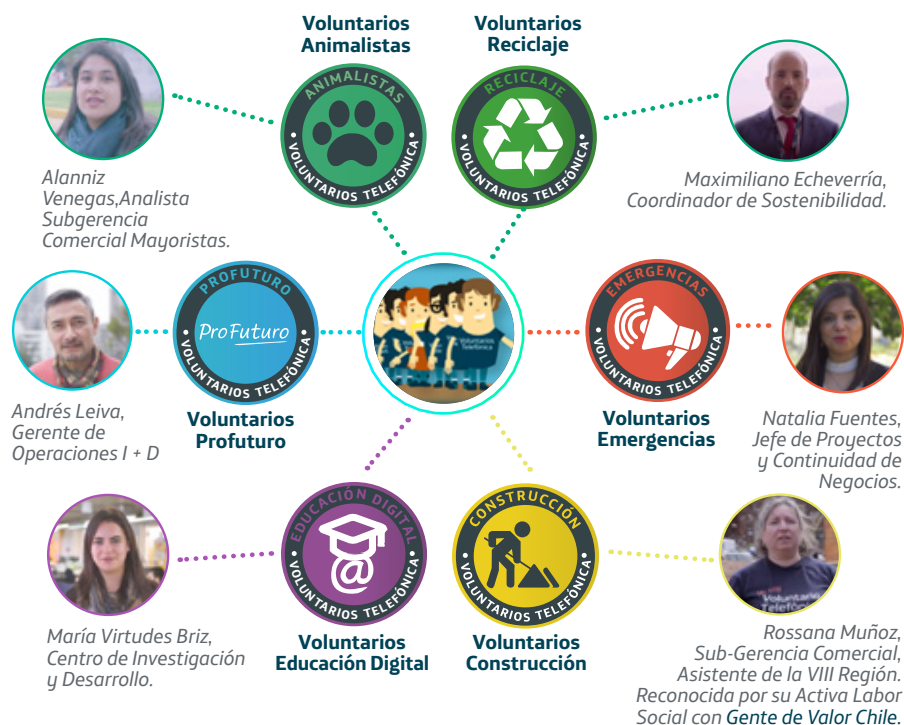 Voluntarios
Animalistas
Voluntarios
Reciclaje
ANIMALISTAS
VOLUNTARIOS TELEFÓNICA
RECICLAJE
VOLUNTARIOS TELEFÓNICA
Alanniz
Venegas,Analista
Subgerencia
Comercial Mayoristas.
Maximiliano Echeverría,
Coordinador de Sostenibilidad.
PROFUTURO
ProFuturo
VOLUNTARIOS TELEFÓNICA
Voluntarios
Telefónica
EMERGENCIAS
VOLUNTARIOS TELEFÓNICA
Andrés Leiva,
Gerente de
Operaciones I + D
Voluntarios
Profuturo
Voluntarios
Emergencias
Natalia Fuentes,
Jefe de Proyectos
y Continuidad de
Negocios.
EDUCACIÓN DIGITAL
@
VOLUNTARIOS TELEFÓNICA
CONSTRUCCIÓN
VOLUNTARIOS TELEFÓNICA
Voluntario
Telefónica
María Virtudes Briz,
Centro de Investigación
y Desarrollo.
Voluntarios
Educación Digital
Voluntarios
Construcción
Rossana Muñoz,
Sub-Gerencia Comercial,
Asistente de la VIII Región.
Reconocida por su Activa Labor
Social con Gente de Valor Chile.